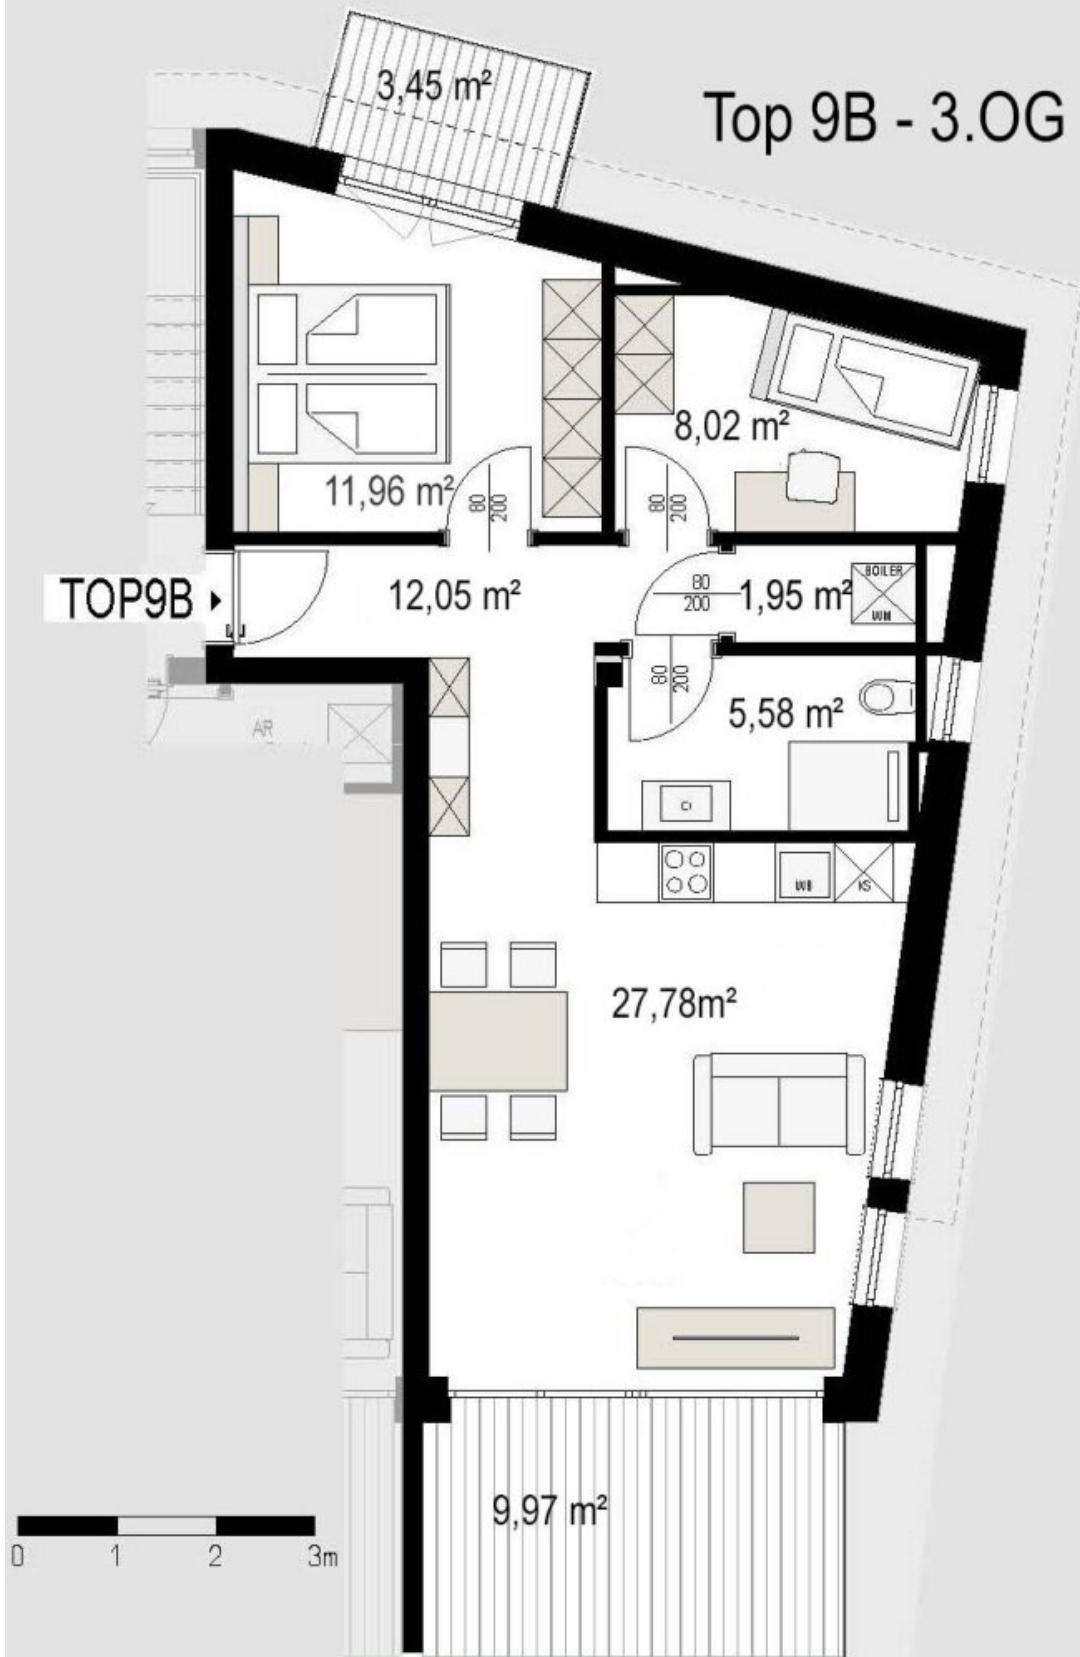 3,45 m²
Top 9B - 3.OG
8,02 m²
11,96 m²
80
200
80
200
TOP9B
12,05 m²
80
200
1,95 m²
BOILER
WM
80
200
5,58 m²
AR
WB
KS
27,78m²
9,97 m²
0 1 2 3m